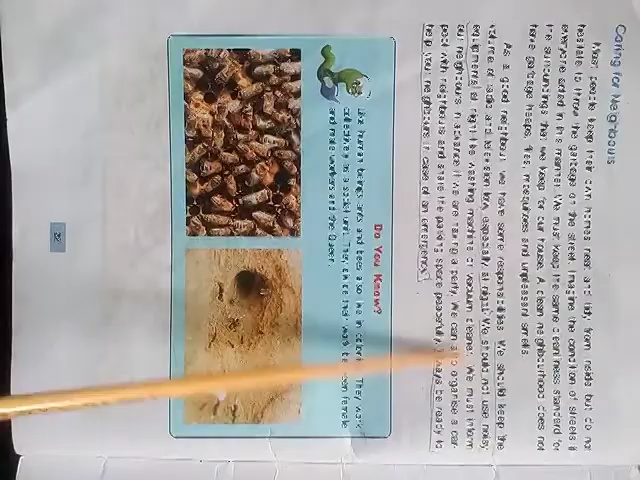 Caring for Neighbours
Most people keep their own homes neat and tidy from inside but do not
hesitate to throw the garbage on the street. Imagine the condition of streets if
everyone acted in this manner. We must keep the same cleanliness standard for
the surroundings that we keep for our house. A clean neighbourhood does not
have garbage heaps, flies, mosquitoes and unpleasant smells.
As a good neighbour, we have some responsibilities. We should keep the
volume of radio and television low, especially at night. We should not use noisy
equipments at night like washing machine or vacuum cleaner. We must inform
our neighbours in advance if we are having a party. We can also organise a car
pool with neighbours and share the parking space peacefully. Always be ready to
help your neighbours in case of an emergency.
Do You Know?
Like human beings, ants and bees also live in colonies. They work
collectively as a social unit. They divide their work between female
and male workers and the Queen.